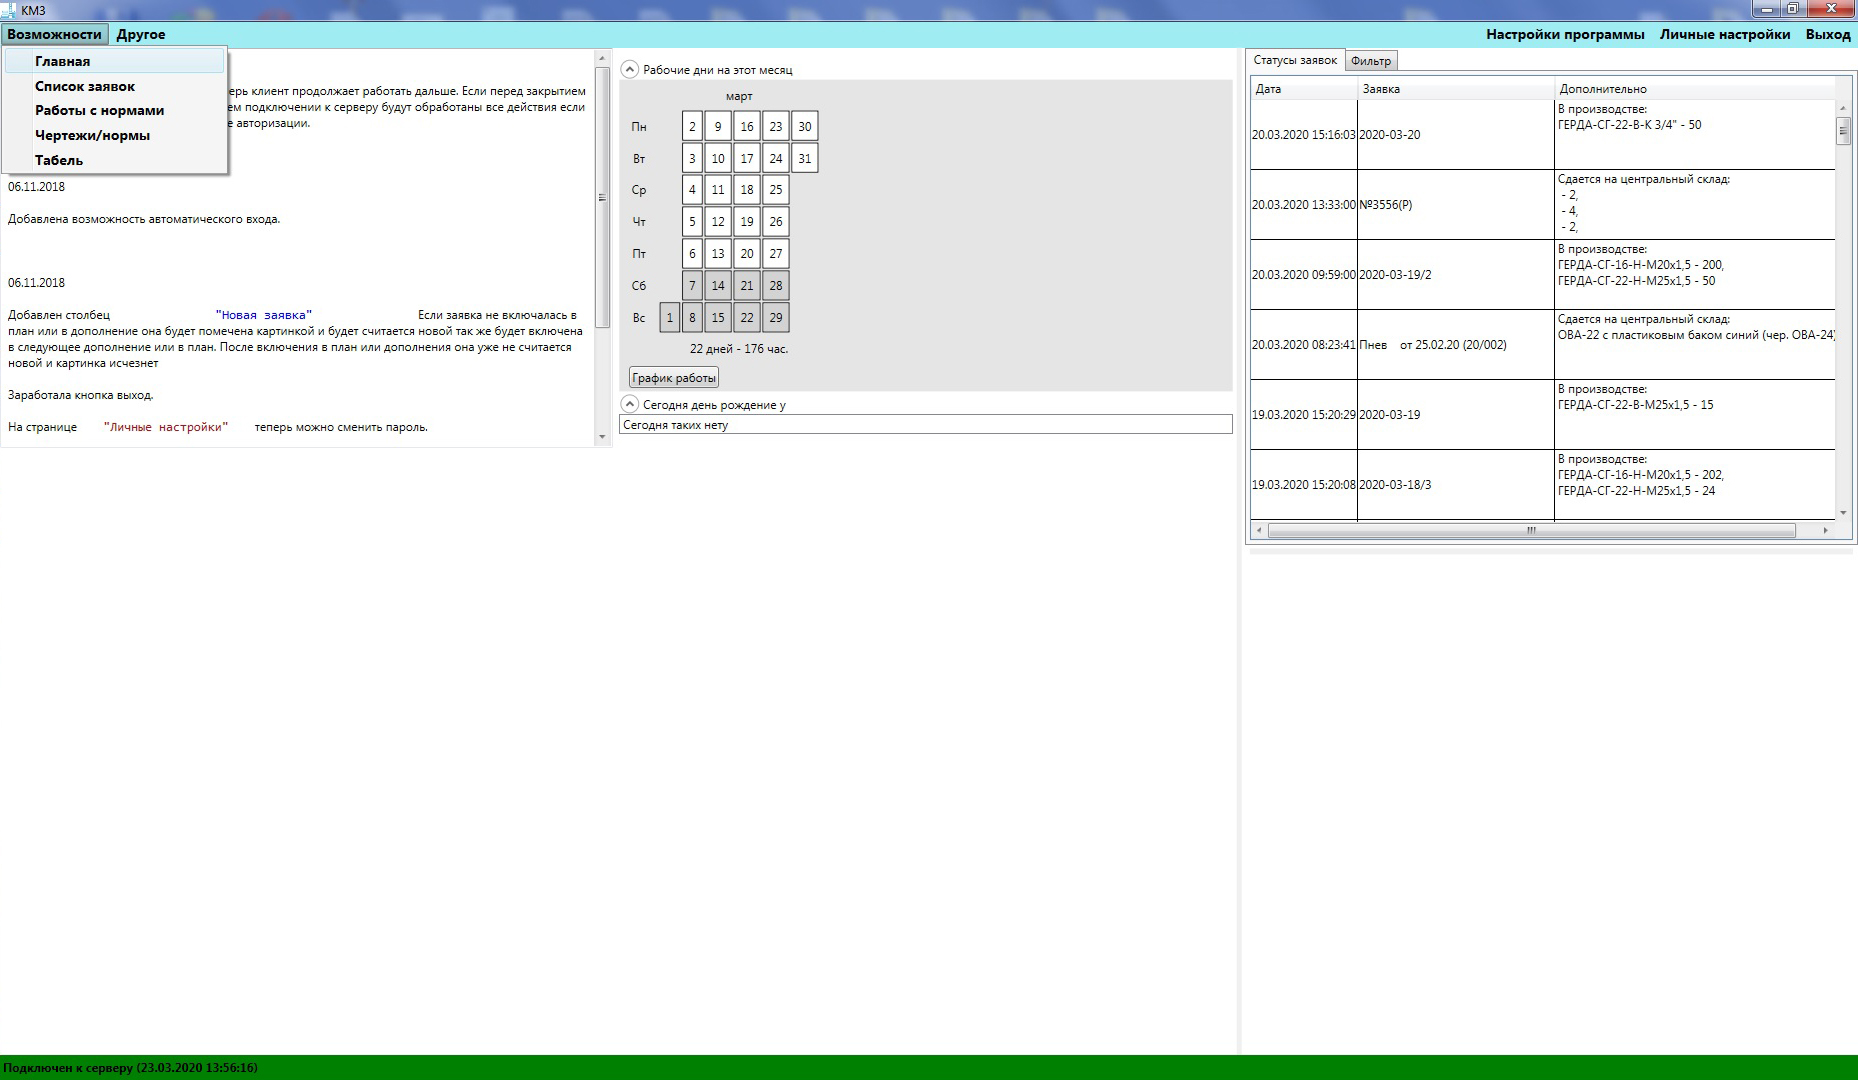 КМЗ
Возможности Другое Настройки программы Личные настройки Выход
Главная
Список заявок
Работы с нормами
Чертежи/нормы
Табель
ерь клиент продолжает работать дальше. Если перед закрытием
ем подключении к серверу будут обработаны все действия если
е авторизации.
06.11.2018
Добавлена возможность автоматического входа.
06.11.2018
Добавлен столбец "Новая заявка" Если заявка не включалась в
план или в дополнение она будет помечена картинкой и будет считается новой так же будет включена
в следующее дополнение или в план. После включения в план или дополнения она уже не считается
новой и картинка исчезнет
Заработала кнопка выход.
На странице "Личные настройки" теперь можно сменить пароль.
Рабочие дни на этот месяц
март
Пн 2 9 16 23 30
Вт 3 10 17 24 31
Ср 4 11 18 25
Чт 5 12 19 26
Пт 6 13 20 27
Сб 7 14 21 28
Вс 1 8 15 22 29
22 дней - 176 час.
График работы
Сегодня день рождение у
Сегодня таких нету
Статусы заявок Фильтр
Дата Заявка Дополнительно
20.03.2020 15:16:03 2020-03-20
В производстве:
ГЕРДА-СГ-22-В-К 3/4" - 50
20.03.2020 13:33:00 №3556(Р)
Сдается на центральный склад:
- 2,
- 4,
- 2,
20.03.2020 09:59:00 2020-03-19/2
В производстве:
ГЕРДА-СГ-16-Н-М20х1,5 - 200,
ГЕРДА-СГ-22-Н-М25х1,5 - 50
20.03.2020 08:23:41 Пнев от 25.02.20 (20/002)
Сдается на центральный склад:
ОВА-22 с пластиковым баком синий (чер. ОВА-24)
19.03.2020 15:20:29 2020-03-19
В производстве:
ГЕРДА-СГ-22-В-М25х1,5 - 15
19.03.2020 15:20:08 2020-03-18/3
В производстве:
ГЕРДА-СГ-16-Н-М20х1,5 - 202,
ГЕРДА-СГ-22-Н-М25х1,5 - 24
Подключен к серверу (23.03.2020 13:56:16)